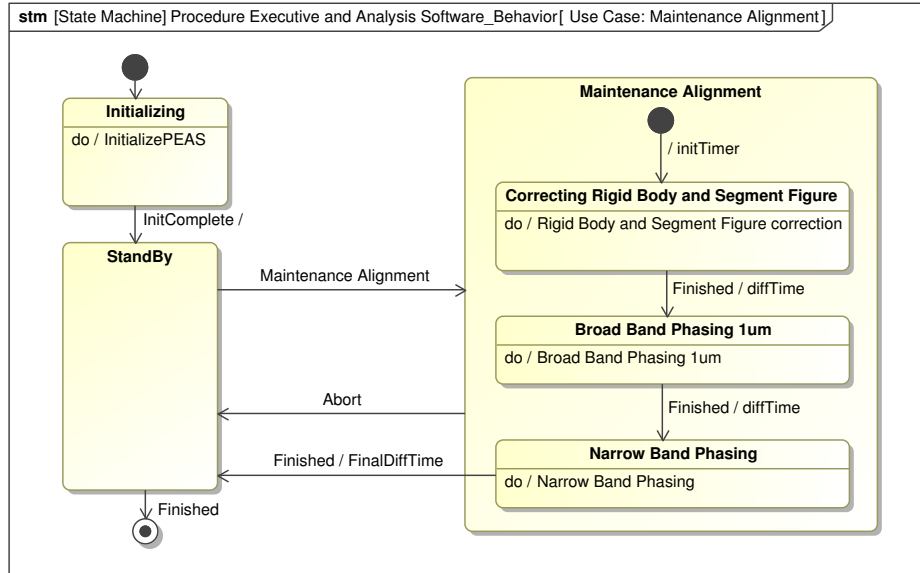 stm [State Machine] Procedure Executive and Analysis Software_Behavior[ Use Case: Maintenance Alignment]
Initializing
do / InitializePEAS
InitComplete /
StandBy
Maintenance Alignment
Abort
Finished / FinalDiffTime
Finished
Maintenance Alignment
/ initTimer
Correcting Rigid Body and Segment Figure
do / Rigid Body and Segment Figure correction
Finished / diffTime
Broad Band Phasing 1um
do / Broad Band Phasing 1um
Finished / diffTime
Narrow Band Phasing
do / Narrow Band Phasing